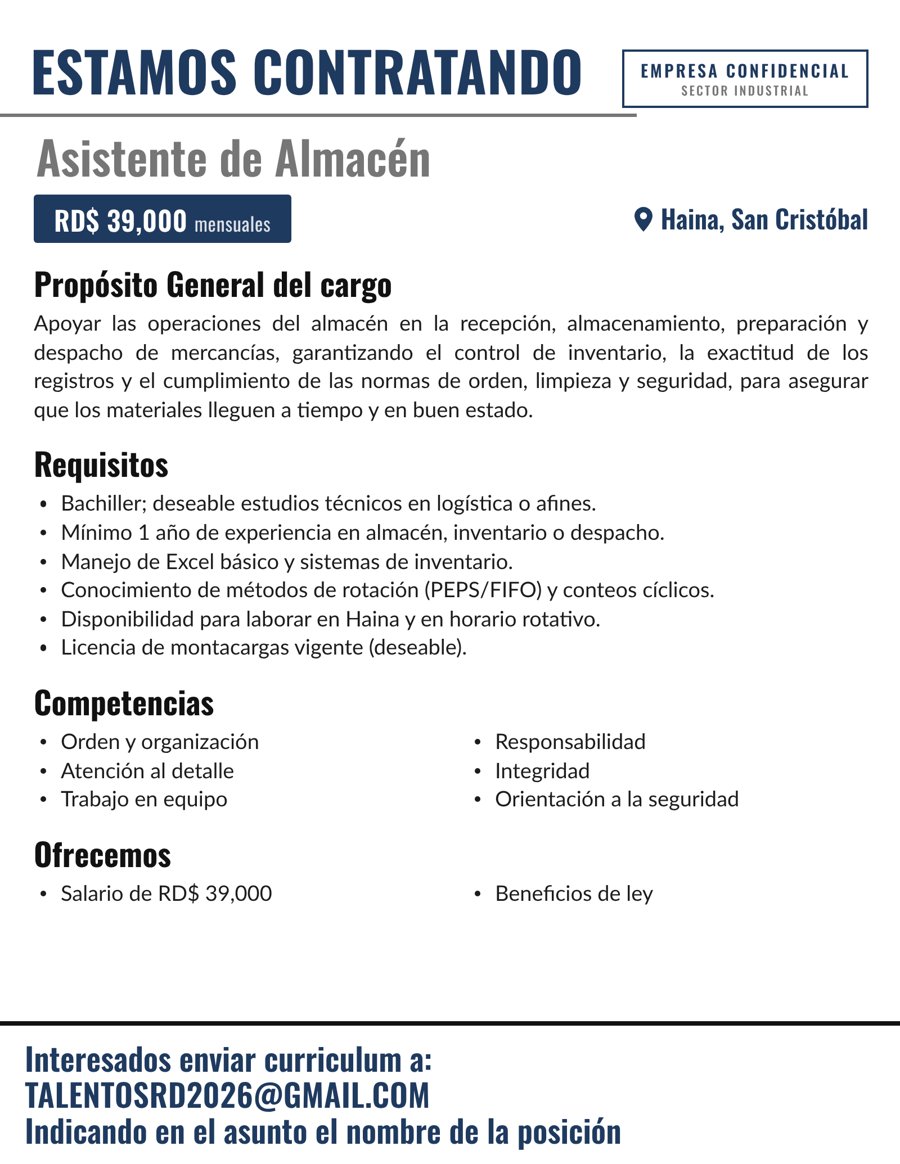 ESTAMOS CONTRATANDO
EMPRESA CONFIDENCIAL
SECTOR INDUSTRIAL
Asistente de Almacén
RD$ 39,000 mensuales
Haina, San Cristóbal
Propósito General del cargo
Apoyar las operaciones del almacén en la recepción, almacenamiento, preparación y
despacho de mercancías, garantizando el control de inventario, la exactitud de los
registros y el cumplimiento de las normas de orden, limpieza y seguridad, para asegurar
que los materiales lleguen a tiempo y en buen estado.
Requisitos
• Bachiller; deseable estudios técnicos en logística o afines.
• Mínimo 1 año de experiencia en almacén, inventario o despacho.
• Manejo de Excel básico y sistemas de inventario.
• Conocimiento de métodos de rotación (PEPS/FIFO) y conteos cíclicos.
• Disponibilidad para laborar en Haina y en horario rotativo.
• Licencia de montacargas vigente (deseable).
Competencias
• Orden y organización
• Atención al detalle
• Trabajo en equipo
• Responsabilidad
• Integridad
• Orientación a la seguridad
Ofrecemos
• Salario de RD$ 39,000
• Beneficios de ley
Interesados enviar curriculum a:
TALENTOSRD2026@GMAIL.COM
Indicando en el asunto el nombre de la posición